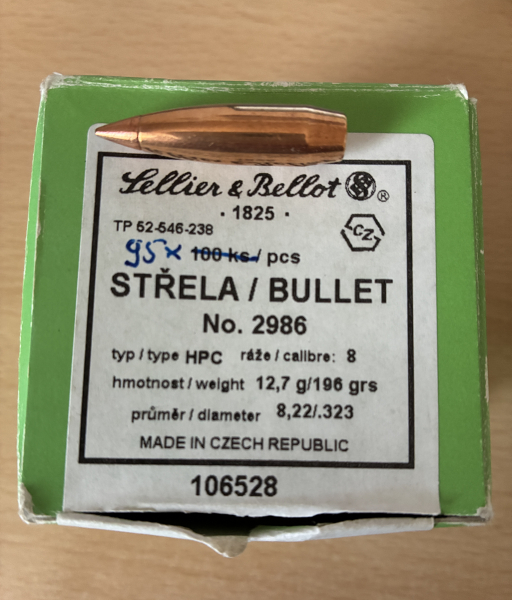 Sellier & Bellot ®
· 1825 ·
TP 52-546-238
CZ
95x 100 ks / pcs
STŘELA / BULLET
No. 2986
typ / type HPC ráže / calibre: 8
hmotnost / weight 12,7 g/196 grs
průměr / diameter 8,22/.323
MADE IN CZECH REPUBLIC
106528